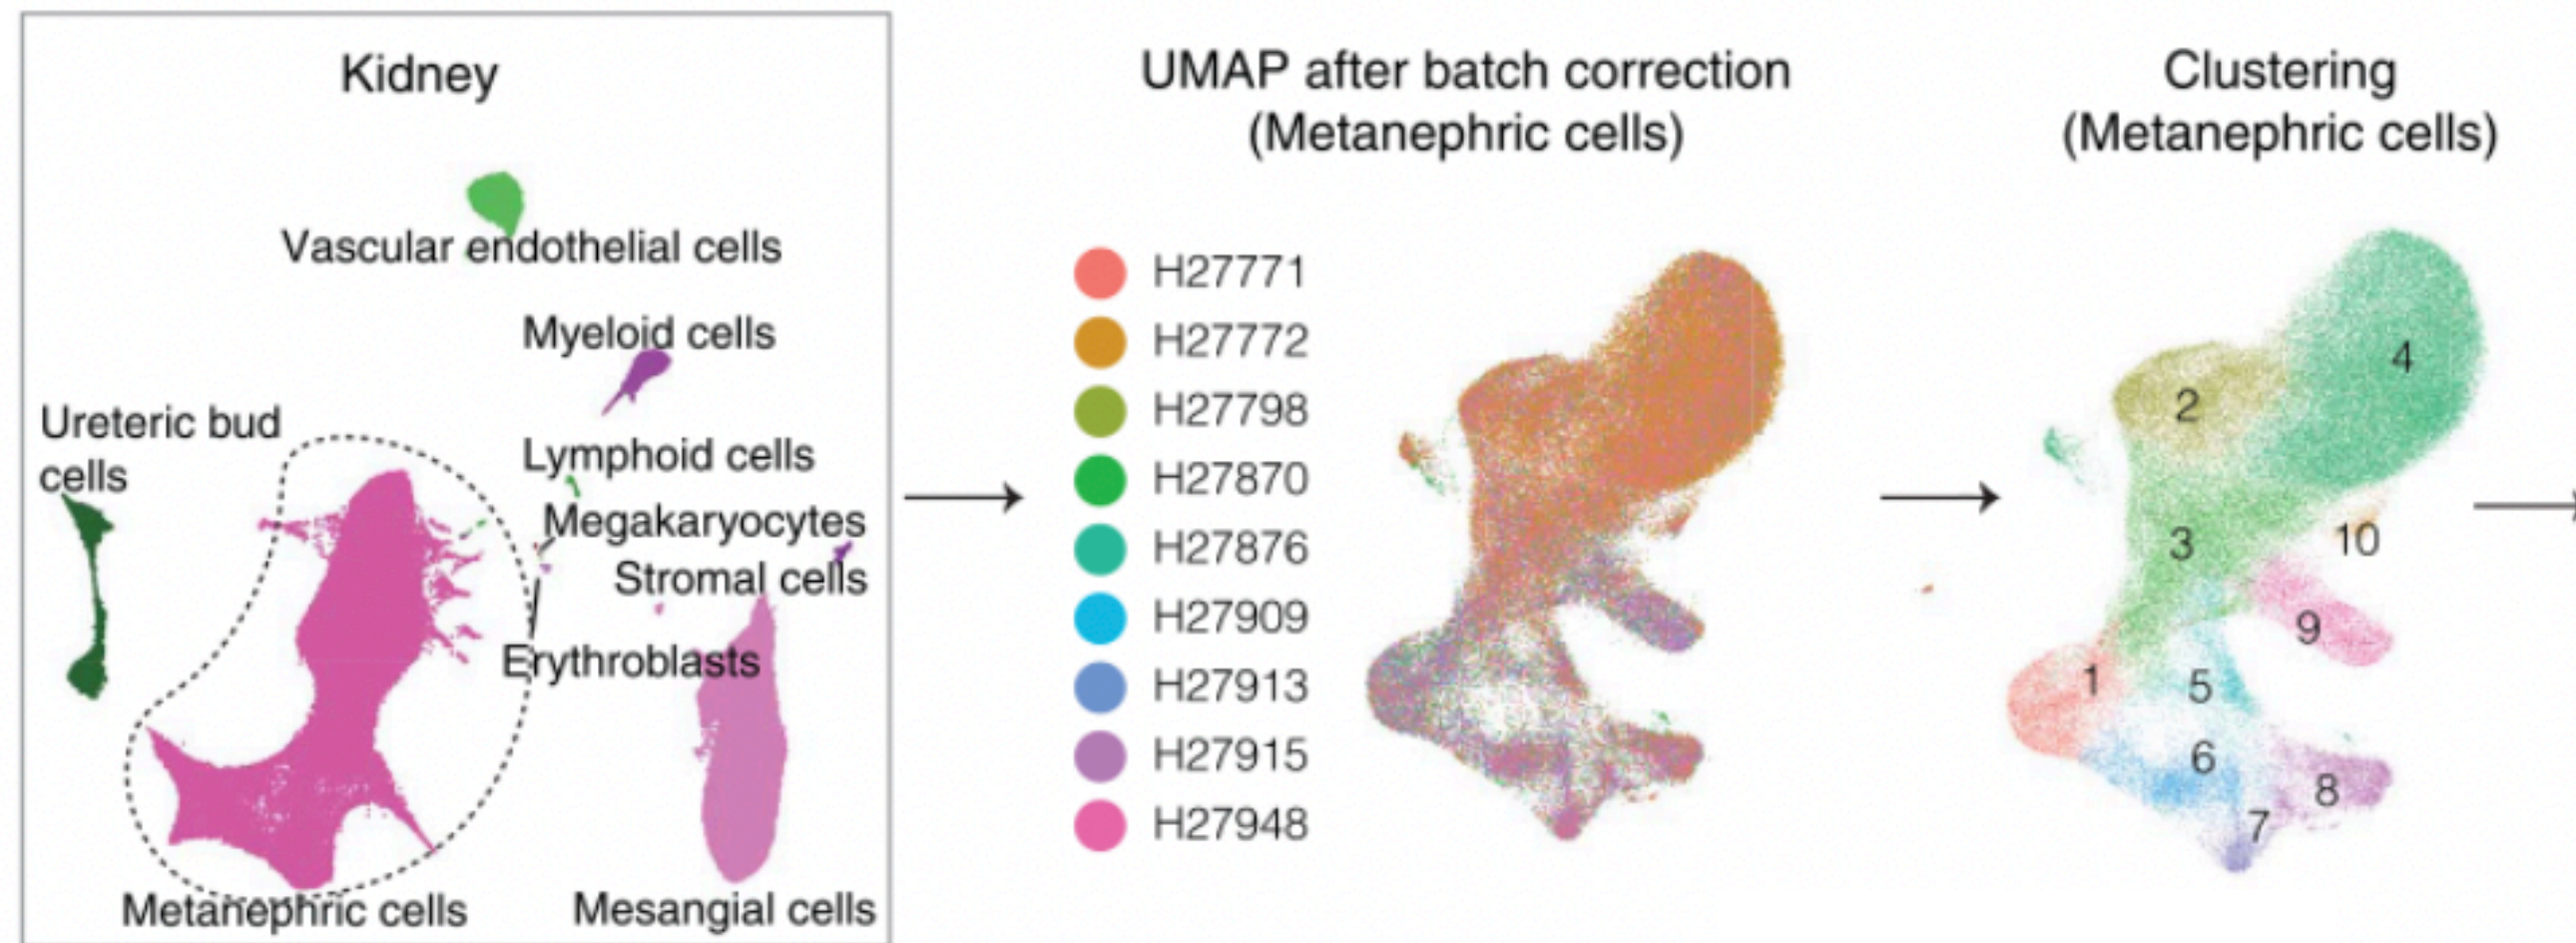 Kidney
Vascular endothelial cells
Myeloid cells
Ureteric bud
cells
Lymphoid cells
Megakaryocytes
Stromal cells
Erythroblasts
Metanephric cells
Mesangial cells
UMAP after batch correction
(Metanephric cells)
H27771
H27772
H27798
H27870
H27876
H27909
H27913
H27915
H27948
Clustering
(Metanephric cells)
4
2
3
10
9
1
5
6
8
7